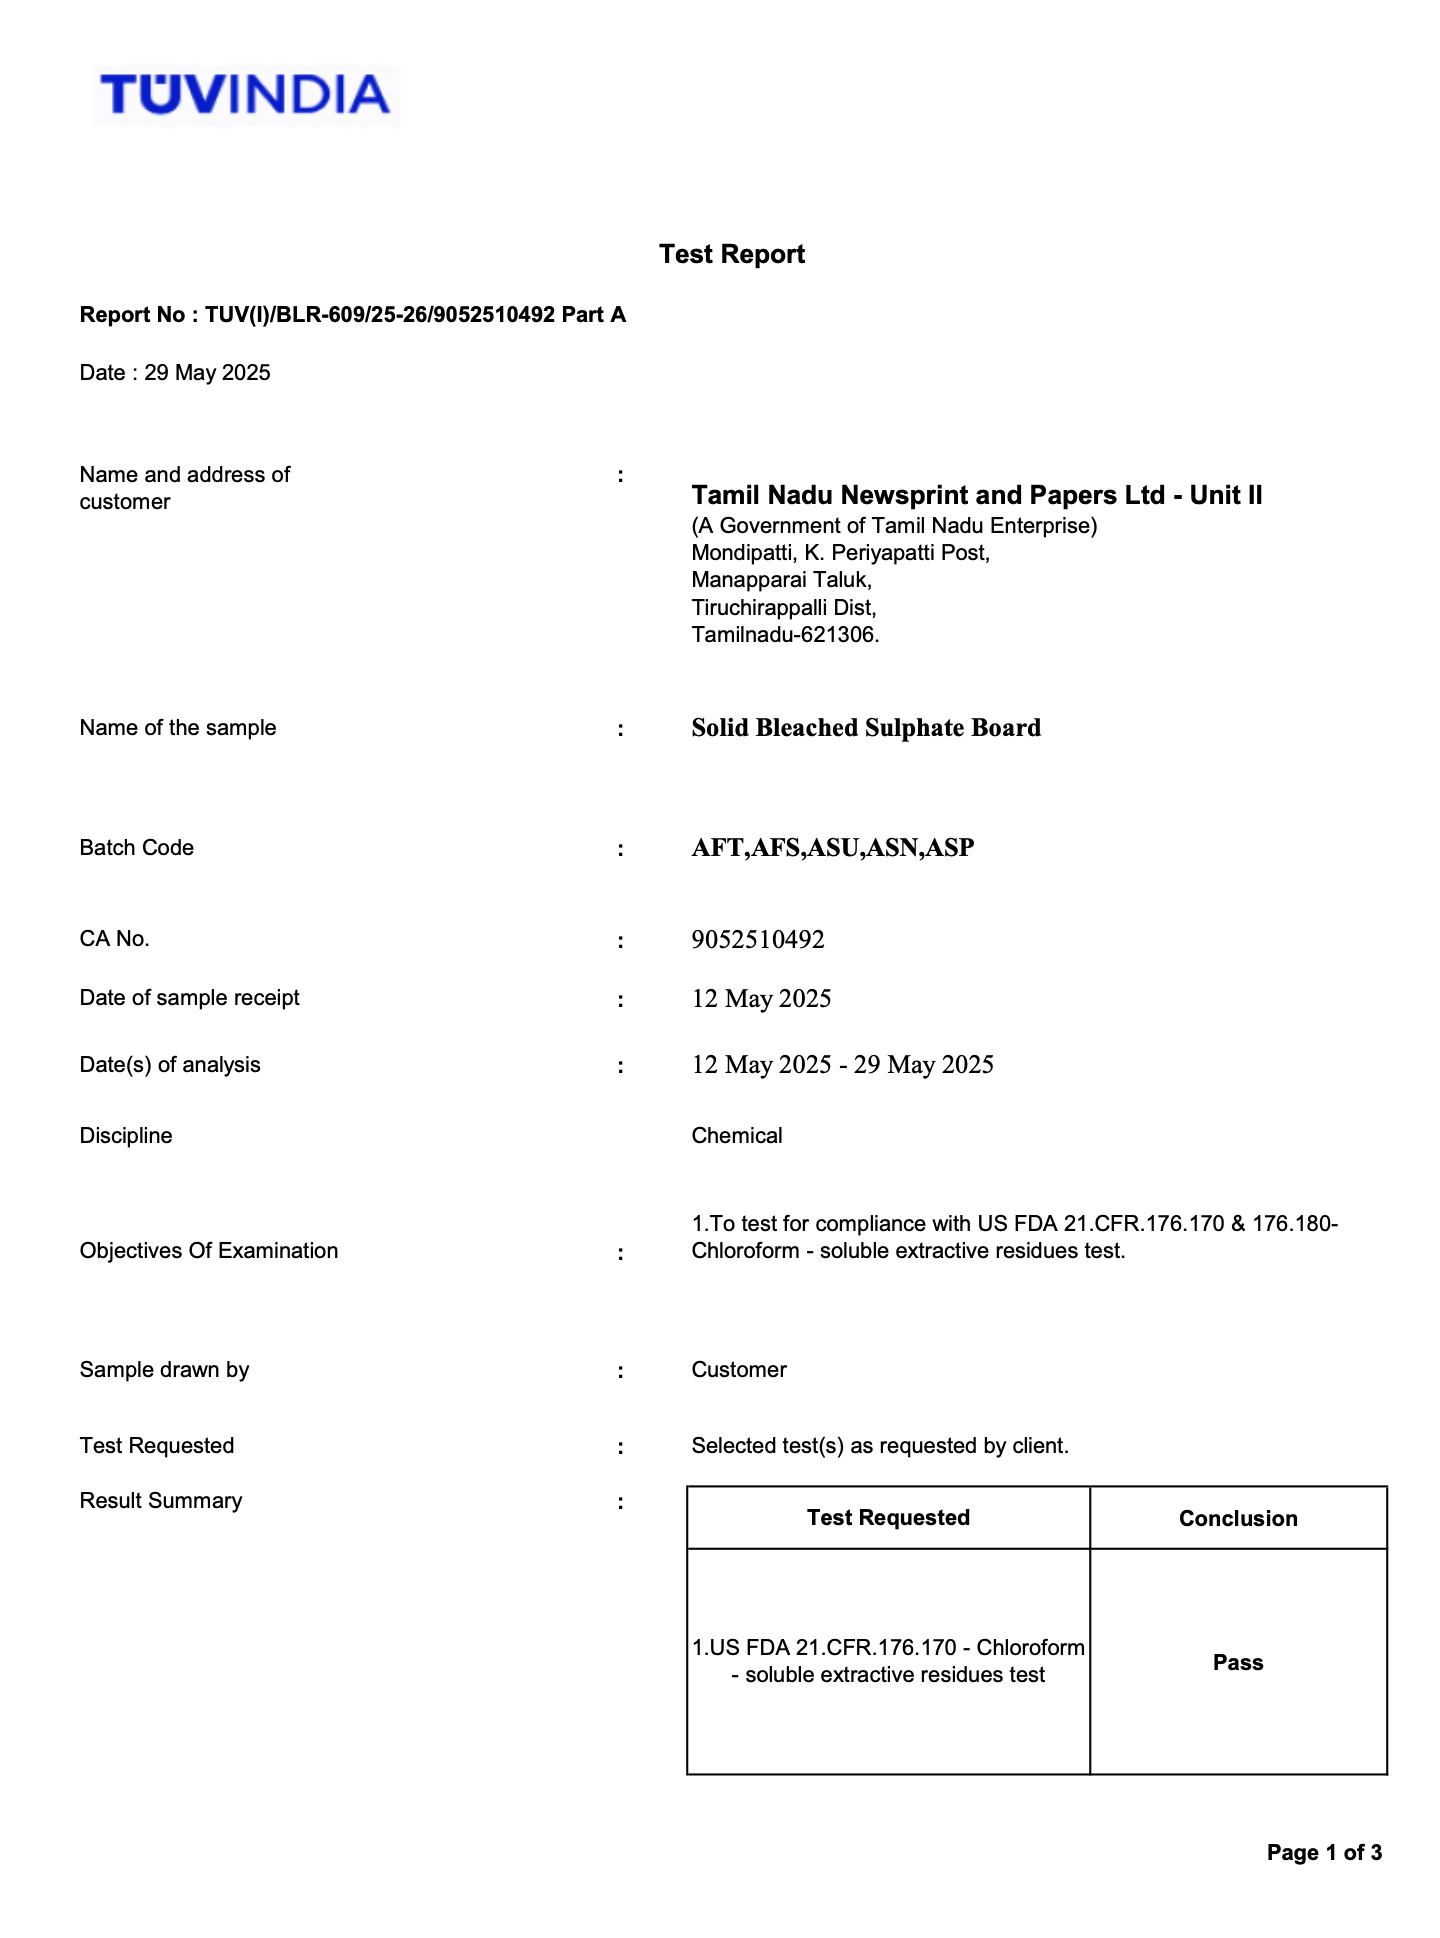 TÜVINDIA
Test Report
Report No : TUV(I)/BLR-609/25-26/9052510492 Part A
Date : 29 May 2025
Name and address of
customer
:
Tamil Nadu Newsprint and Papers Ltd - Unit II
(A Government of Tamil Nadu Enterprise)
Mondipatti, K. Periyapatti Post,
Manapparai Taluk,
Tiruchirappalli Dist,
Tamilnadu-621306.
Name of the sample : Solid Bleached Sulphate Board
Batch Code : AFT,AFS,ASU,ASN,ASP
CA No. : 9052510492
Date of sample receipt : 12 May 2025
Date(s) of analysis : 12 May 2025 - 29 May 2025
Discipline Chemical
Objectives Of Examination :
1.To test for compliance with US FDA 21.CFR.176.170 & 176.180-
Chloroform - soluble extractive residues test.
Sample drawn by : Customer
Test Requested : Selected test(s) as requested by client.
Result Summary :
Test Requested Conclusion
1.US FDA 21.CFR.176.170 - Chloroform
- soluble extractive residues test
Pass
Page 1 of 3